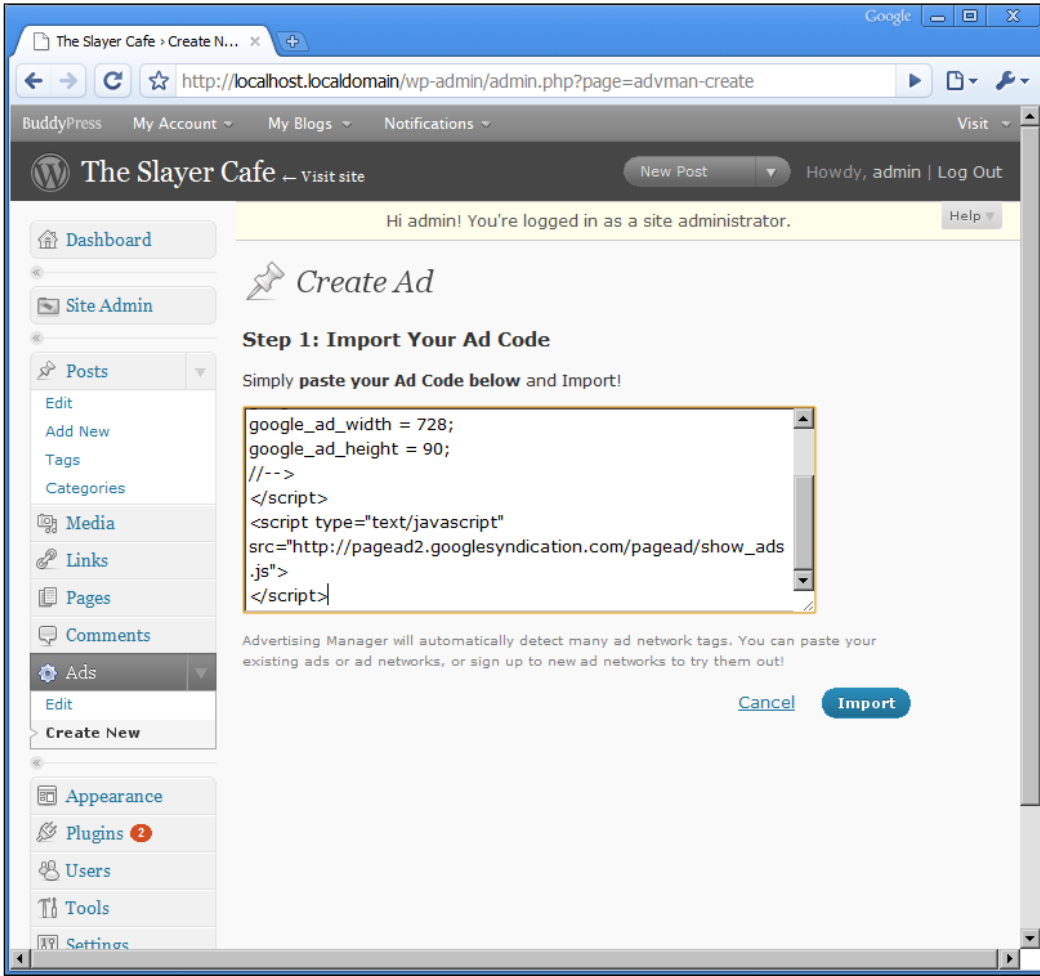 Google
The Slayer Cafe › Create N...
http://localhost.localdomain/wp-admin/admin.php?page=advman-create
BuddyPress My Account My Blogs Notifications Visit
The Slayer Cafe ← Visit site New Post Howdy, admin | Log Out
Hi admin! You're logged in as a site administrator. Help
Dashboard
Site Admin
Posts
Edit
Add New
Tags
Categories
Media
Links
Pages
Comments
Ads
Edit
Create New
Appearance
Plugins 2
Users
Tools
Settings
Create Ad
Step 1: Import Your Ad Code
Simply paste your Ad Code below and Import!
google_ad_width = 728;
google_ad_height = 90;
//-->
</script>
<script type="text/javascript"
src="http://pagead2.googlesyndication.com/pagead/show_ads
.js">
</script>
Advertising Manager will automatically detect many ad network tags. You can paste your
existing ads or ad networks, or sign up to new ad networks to try them out!
Cancel Import